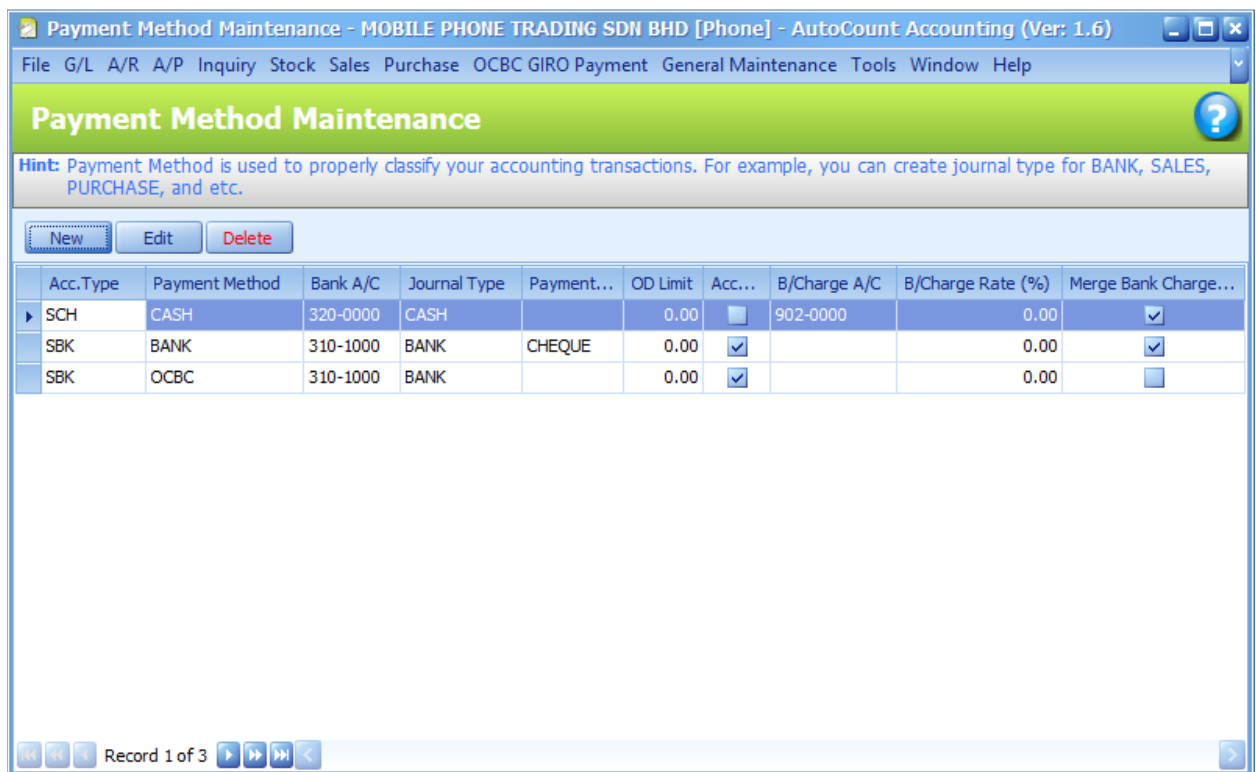 Payment Method Maintenance - MOBILE PHONE TRADING SDN BHD [Phone] - AutoCount Accounting (Ver: 1.6)
File G/L A/R A/P Inquiry Stock Sales Purchase OCBC GIRO Payment General Maintenance Tools Window Help
Payment Method Maintenance
Hint: Payment Method is used to properly classify your accounting transactions. For example, you can create journal type for BANK, SALES,
PURCHASE, and etc.
New Edit Delete
Acc.Type Payment Method Bank A/C Journal Type Payment... OD Limit Acc... B/Charge A/C B/Charge Rate (%) Merge Bank Charge...
SCH CASH 320-0000 CASH 0.00 902-0000 0.00
SBK BANK 310-1000 BANK CHEQUE 0.00 0.00
SBK OCBC 310-1000 BANK 0.00 0.00
Record 1 of 3